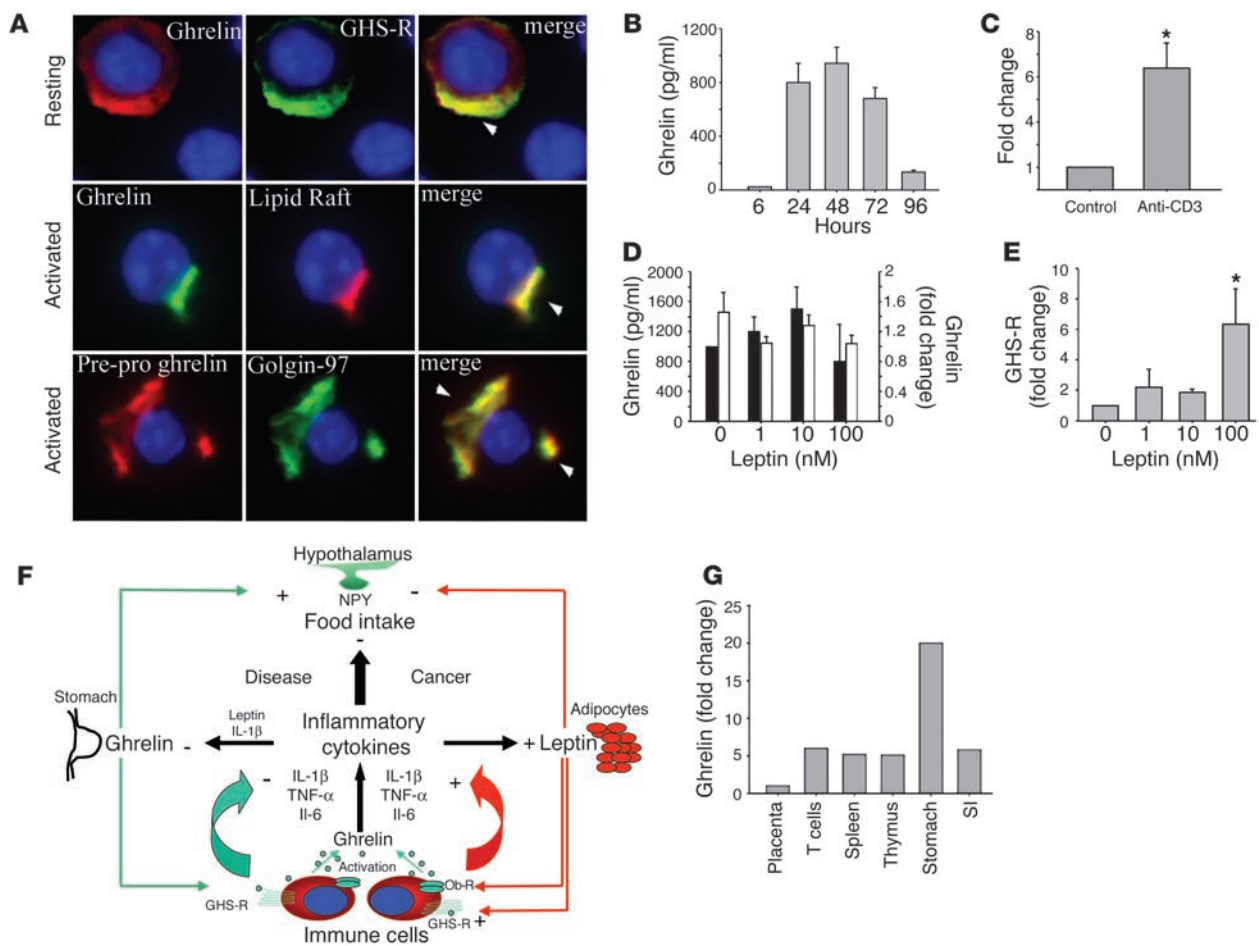 A
Resting
Ghrelin
GHS-R
merge
Activated
Ghrelin
Lipid Raft
merge
Activated
Pre-pro ghrelin
Golgin-97
merge
B
Ghrelin (pg/ml)
1200
800
400
0
6 24 48 72 96
Hours
C
Fold change
8
6
4
8
2
1
*
Control Anti-CD3
D
Ghrelin (pg/ml)
2000
1600
1200
1000
800
400
0
2
1.6
1.2
0.8
0.4
0
Ghrelin
(fold change)
0 1 10 100
Leptin (nM)
E
GHS-R
(fold change)
10
8
6
4
2
0
*
0 1 10 100
Leptin (nM)
F
Hypothalamus
+ NPY -
Food intake
-
Disease Cancer
Stomach
Leptin
IL-1β
Ghrelin -
Inflammatory
cytokines
Adipocytes
+ Leptin
- IL-1β IL-1β +
TNF-α TNF-α
Il-6 Il-6
Ghrelin
Activation
Ob-R
GHS-R
GHS-R +
Immune cells
G
Ghrelin (fold change)
25
20
15
10
5
0
Placenta
T cells
Spleen
Thymus
Stomach
SI